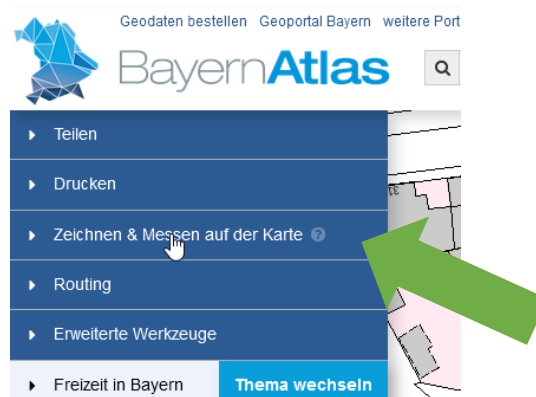 Geodaten bestellen Geoportal Bayern weitere Port
BayernAtlas
Teilen
Drucken
Zeichnen & Messen auf der Karte ?
Routing
Erweiterte Werkzeuge
Freizeit in Bayern Thema wechseln
31